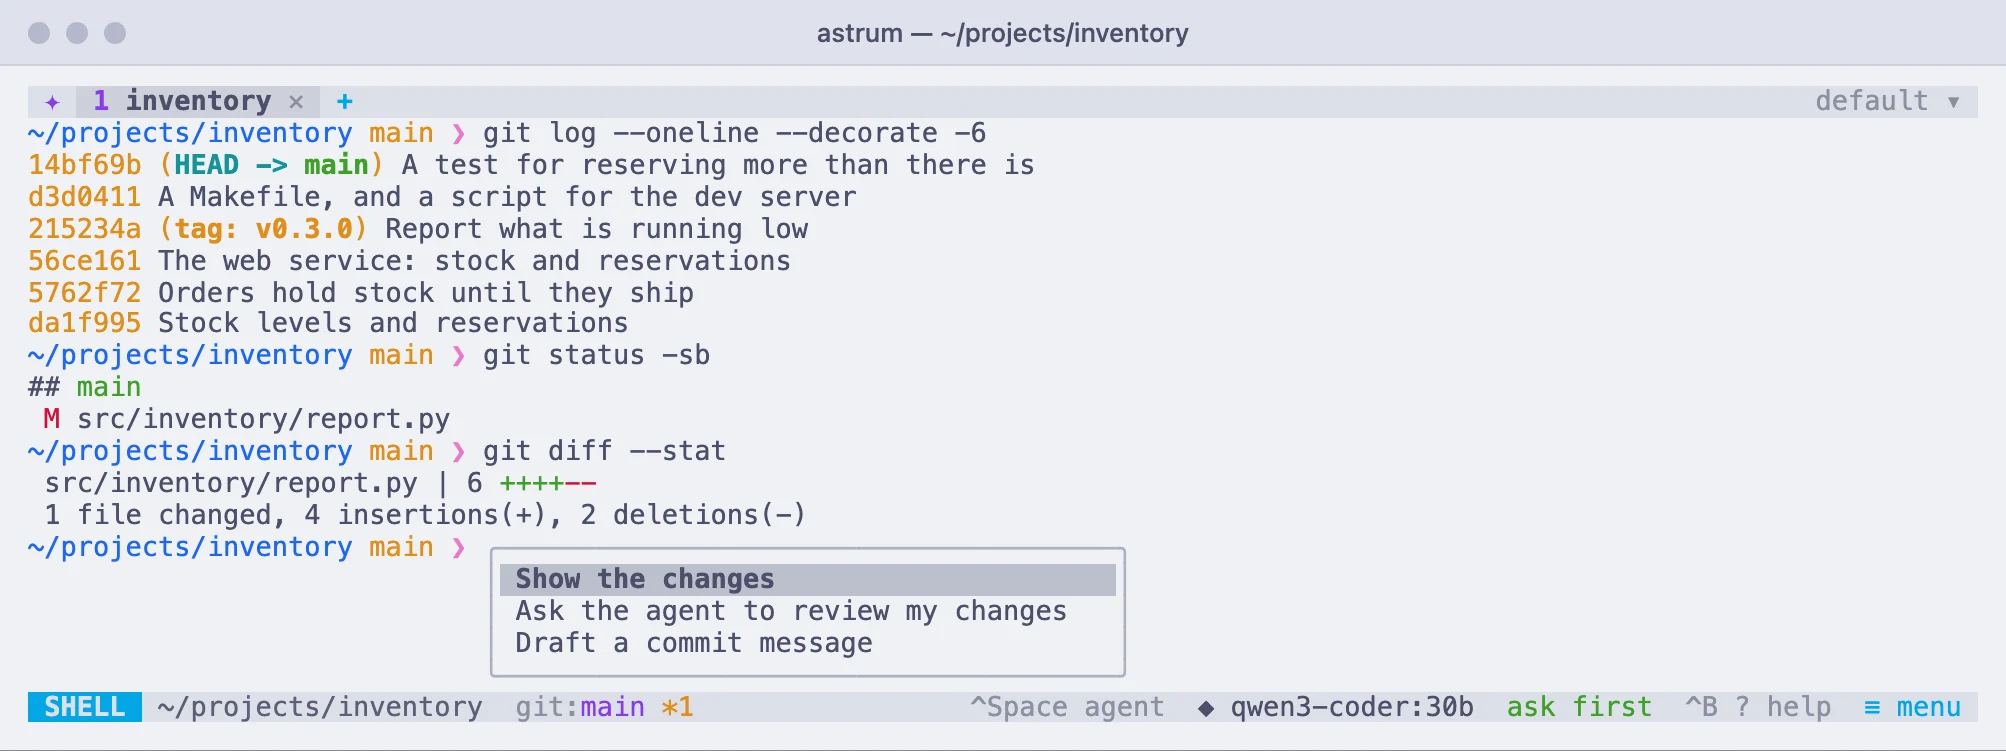 astrum — ~/projects/inventory
✦ 1 inventory × + default ▼
~/projects/inventory main ❯ git log --oneline --decorate -6
14bf69b (HEAD -> main) A test for reserving more than there is
d3d0411 A Makefile, and a script for the dev server
215234a (tag: v0.3.0) Report what is running low
56ce161 The web service: stock and reservations
5762f72 Orders hold stock until they ship
da1f995 Stock levels and reservations
~/projects/inventory main ❯ git status -sb
## main
 M src/inventory/report.py
~/projects/inventory main ❯ git diff --stat
 src/inventory/report.py | 6 ++++--
 1 file changed, 4 insertions(+), 2 deletions(-)
~/projects/inventory main ❯
Show the changes
Ask the agent to review my changes
Draft a commit message
SHELL ~/projects/inventory git:main *1 ^Space agent ◆ qwen3-coder:30b ask first ^B ? help ≡ menu